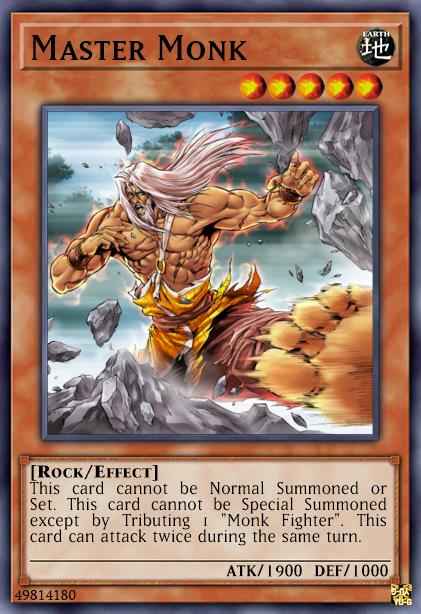 MASTER MONK
EARTH
地
[ROCK/EFFECT]
This card cannot be Normal Summoned or
Set. This card cannot be Special Summoned
except by Tributing 1 "Monk Fighter". This
card can attack twice during the same turn.
ATK/1900 DEF/1000
49814180